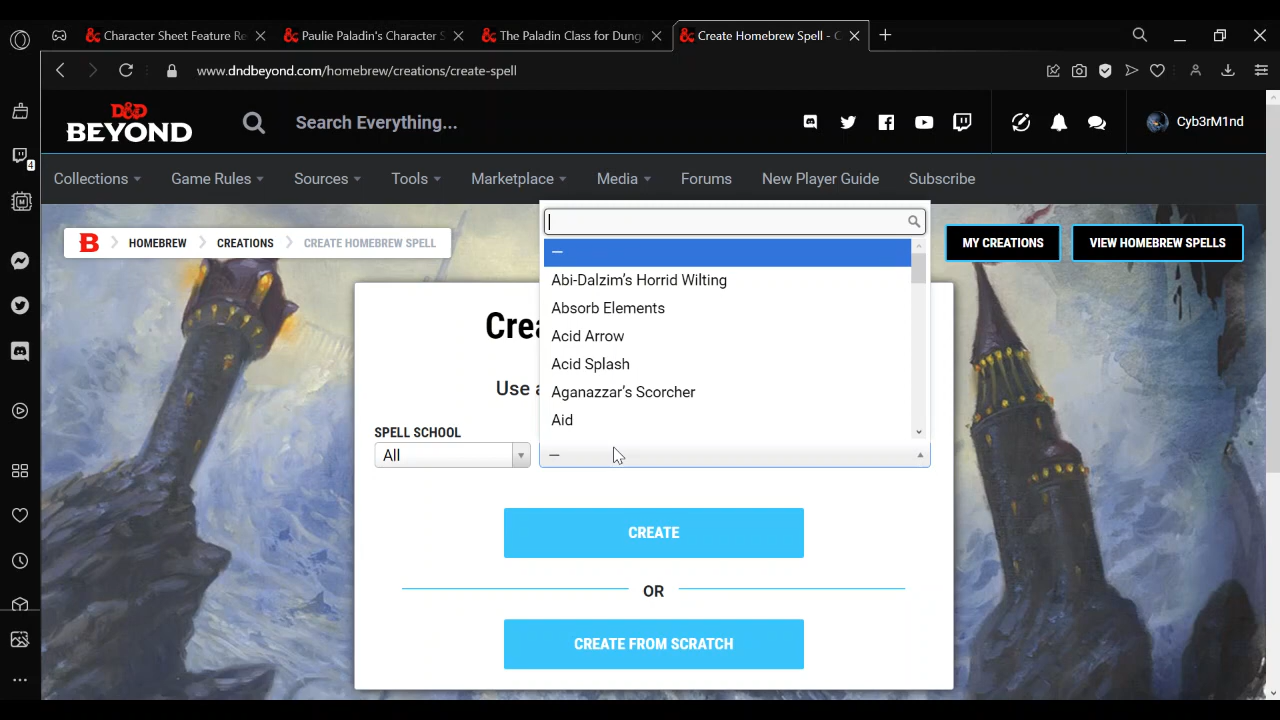 Character Sheet Feature Re
Paulie Paladin's Character S
The Paladin Class for Dung
Create Homebrew Spell - C
www.dndbeyond.com/homebrew/creations/create-spell
D&D
BEYOND
Search Everything...
Cyb3rM1nd
4
Collections
Game Rules
Sources
Tools
Marketplace
Media
Forums
New Player Guide
Subscribe
B
HOMEBREW
CREATIONS
CREATE HOMEBREW SPELL
MY CREATIONS
VIEW HOMEBREW SPELLS
—
Abi-Dalzim’s Horrid Wilting
Absorb Elements
Acid Arrow
Acid Splash
Aganazzar’s Scorcher
Aid
Crea
Use a
SPELL SCHOOL
All
—
CREATE
OR
CREATE FROM SCRATCH